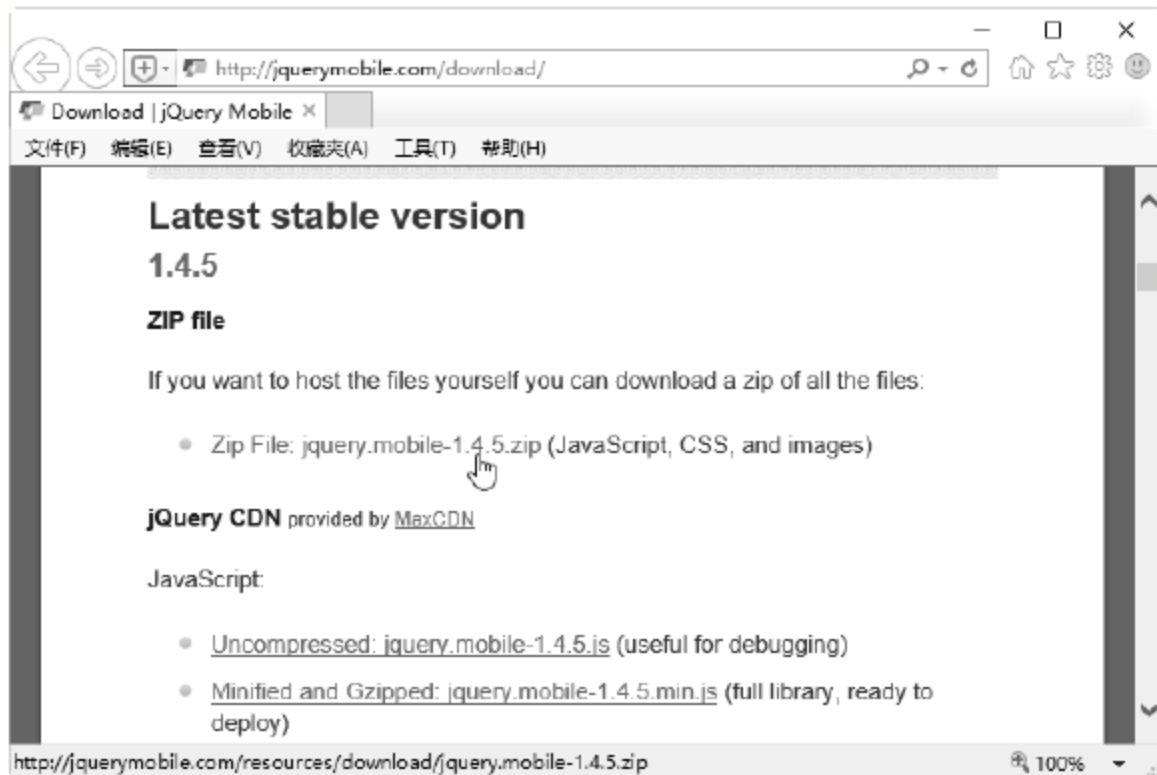 http://jquerymobile.com/download/
Download | jQuery Mobile
文件(F) 编辑(E) 查看(V) 收藏夹(A) 工具(T) 帮助(H)
Latest stable version
1.4.5
ZIP file
If you want to host the files yourself you can download a zip of all the files:
Zip File: jquery.mobile-1.4.5.zip (JavaScript, CSS, and images)
jQuery CDN provided by MaxCDN
JavaScript:
Uncompressed: jquery.mobile-1.4.5.js (useful for debugging)
Minified and Gzipped: jquery.mobile-1.4.5.min.js (full library, ready to
deploy)
http://jquerymobile.com/resources/download/jquery.mobile-1.4.5.zip
100%